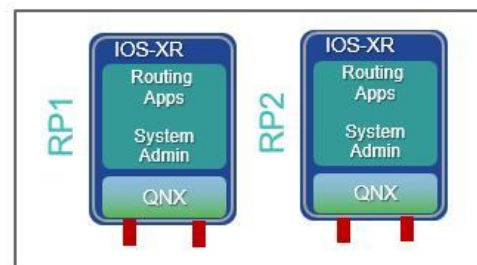 RP1
IOS-XR
Routing
Apps
System
Admin
QNX
RP2
IOS-XR
Routing
Apps
System
Admin
QNX